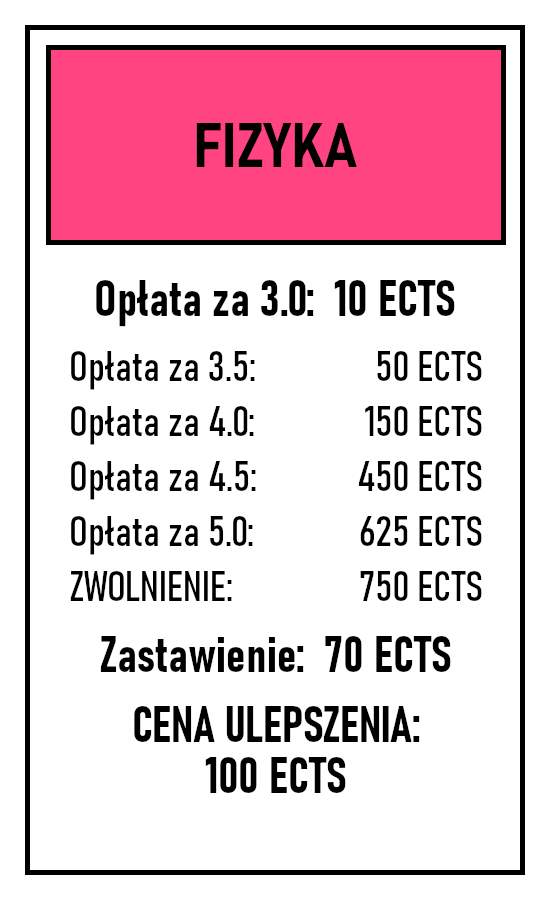 FIZYKA
Opłata za 3.0: 10 ECTS
Opłata za 3.5: 50 ECTS
Opłata za 4.0: 150 ECTS
Opłata za 4.5: 450 ECTS
Opłata za 5.0: 625 ECTS
ZWOLNIENIE: 750 ECTS
Zastawienie: 70 ECTS
CENA ULEPSZENIA:
100 ECTS